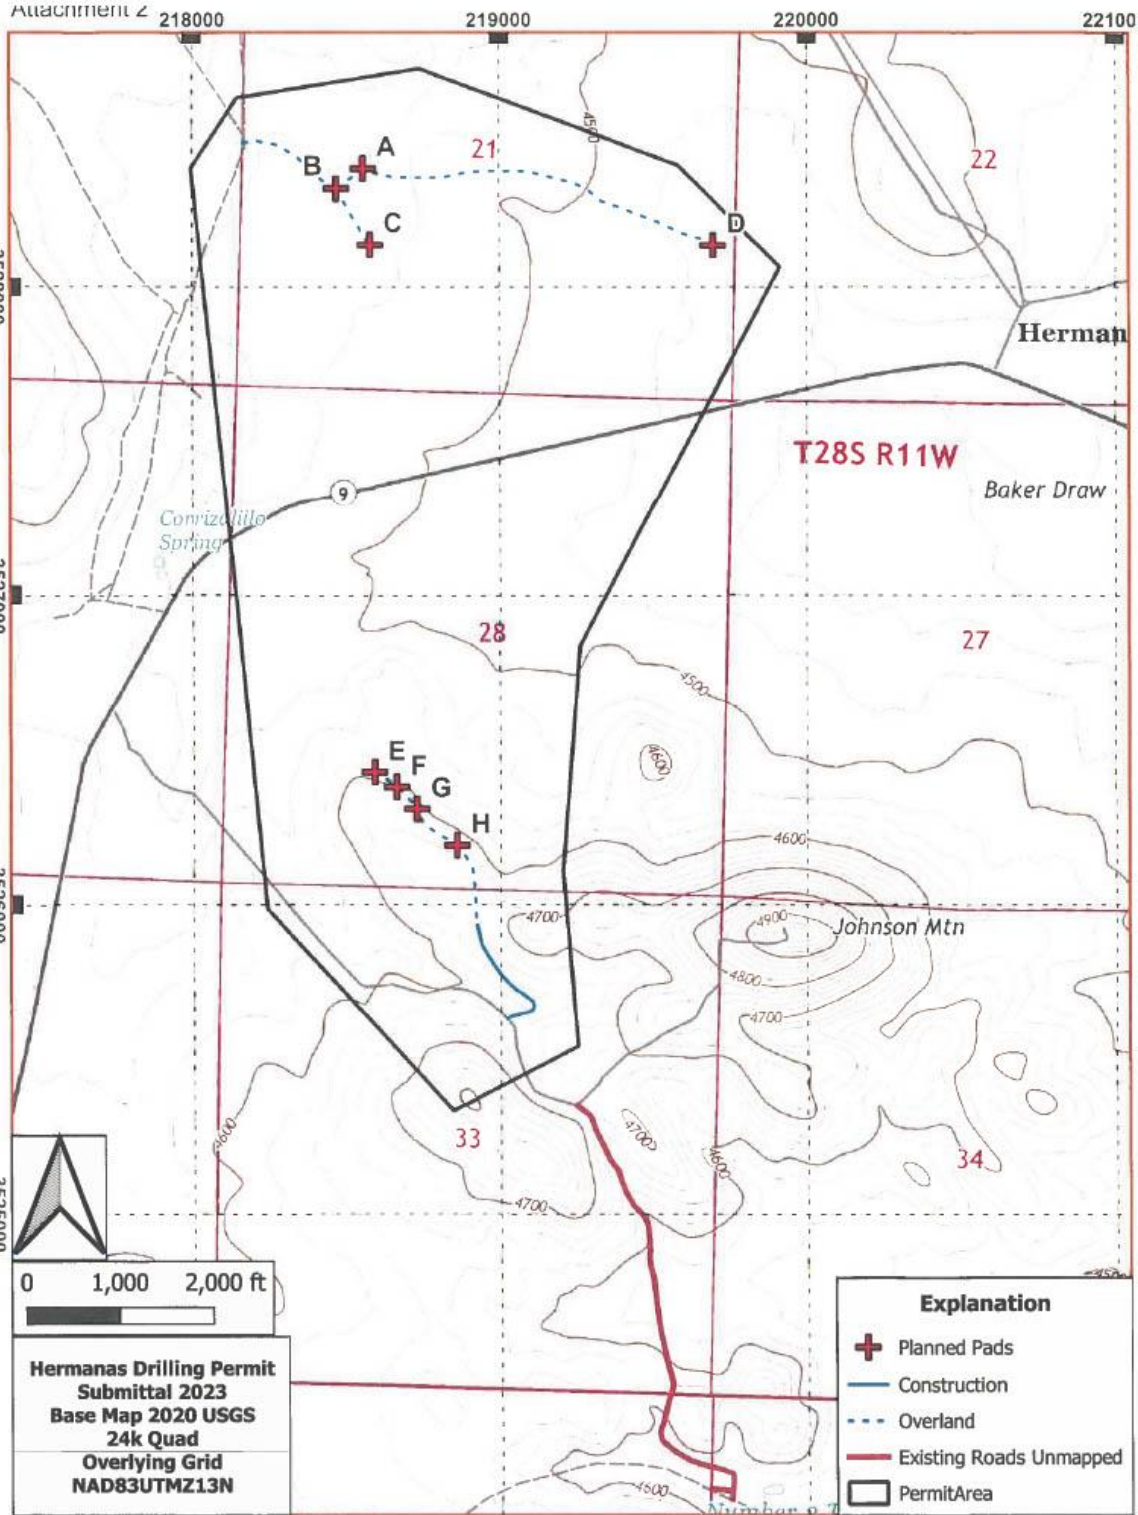 Attachment 2
218000 219000 220000 22100
4500
A
21
22
B
C
D
Herman
T28S R11W
9
Baker Draw
Corrizalillo
Spring
28
27
4500
4600
E
F
G
H
4600
4700
4900
Johnson Mtn
4800
4700
4600
33
4700
4600
34
4700
0 1,000 2,000 ft
Hermanas Drilling Permit
Submittal 2023
Base Map 2020 USGS
24k Quad
Overlying Grid
NAD83UTMZ13N
4600
Explanation
Planned Pads
Construction
Overland
Existing Roads Unmapped
PermitArea